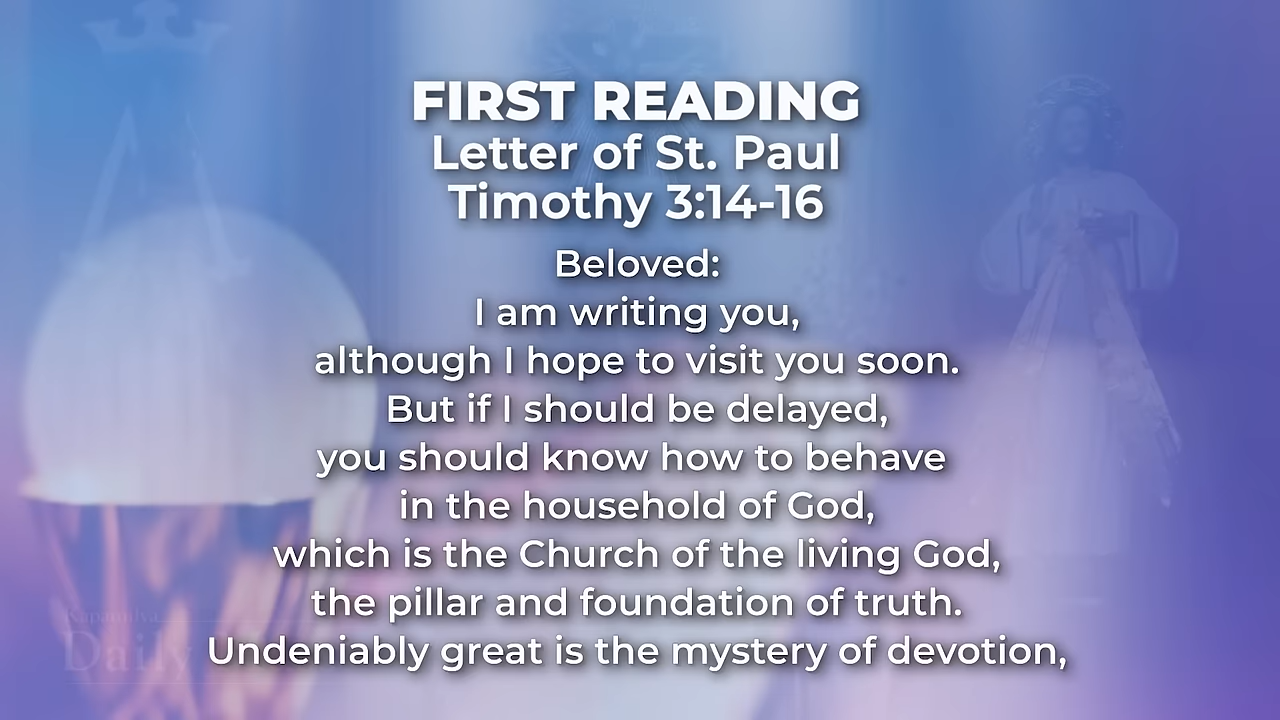 FIRST READING
Letter of St. Paul
Timothy 3:14-16
Beloved:
I am writing you,
although I hope to visit you soon.
But if I should be delayed,
you should know how to behave
in the household of God,
which is the Church of the living God,
the pillar and foundation of truth.
Undeniably great is the mystery of devotion,
Kapamilya
Daily